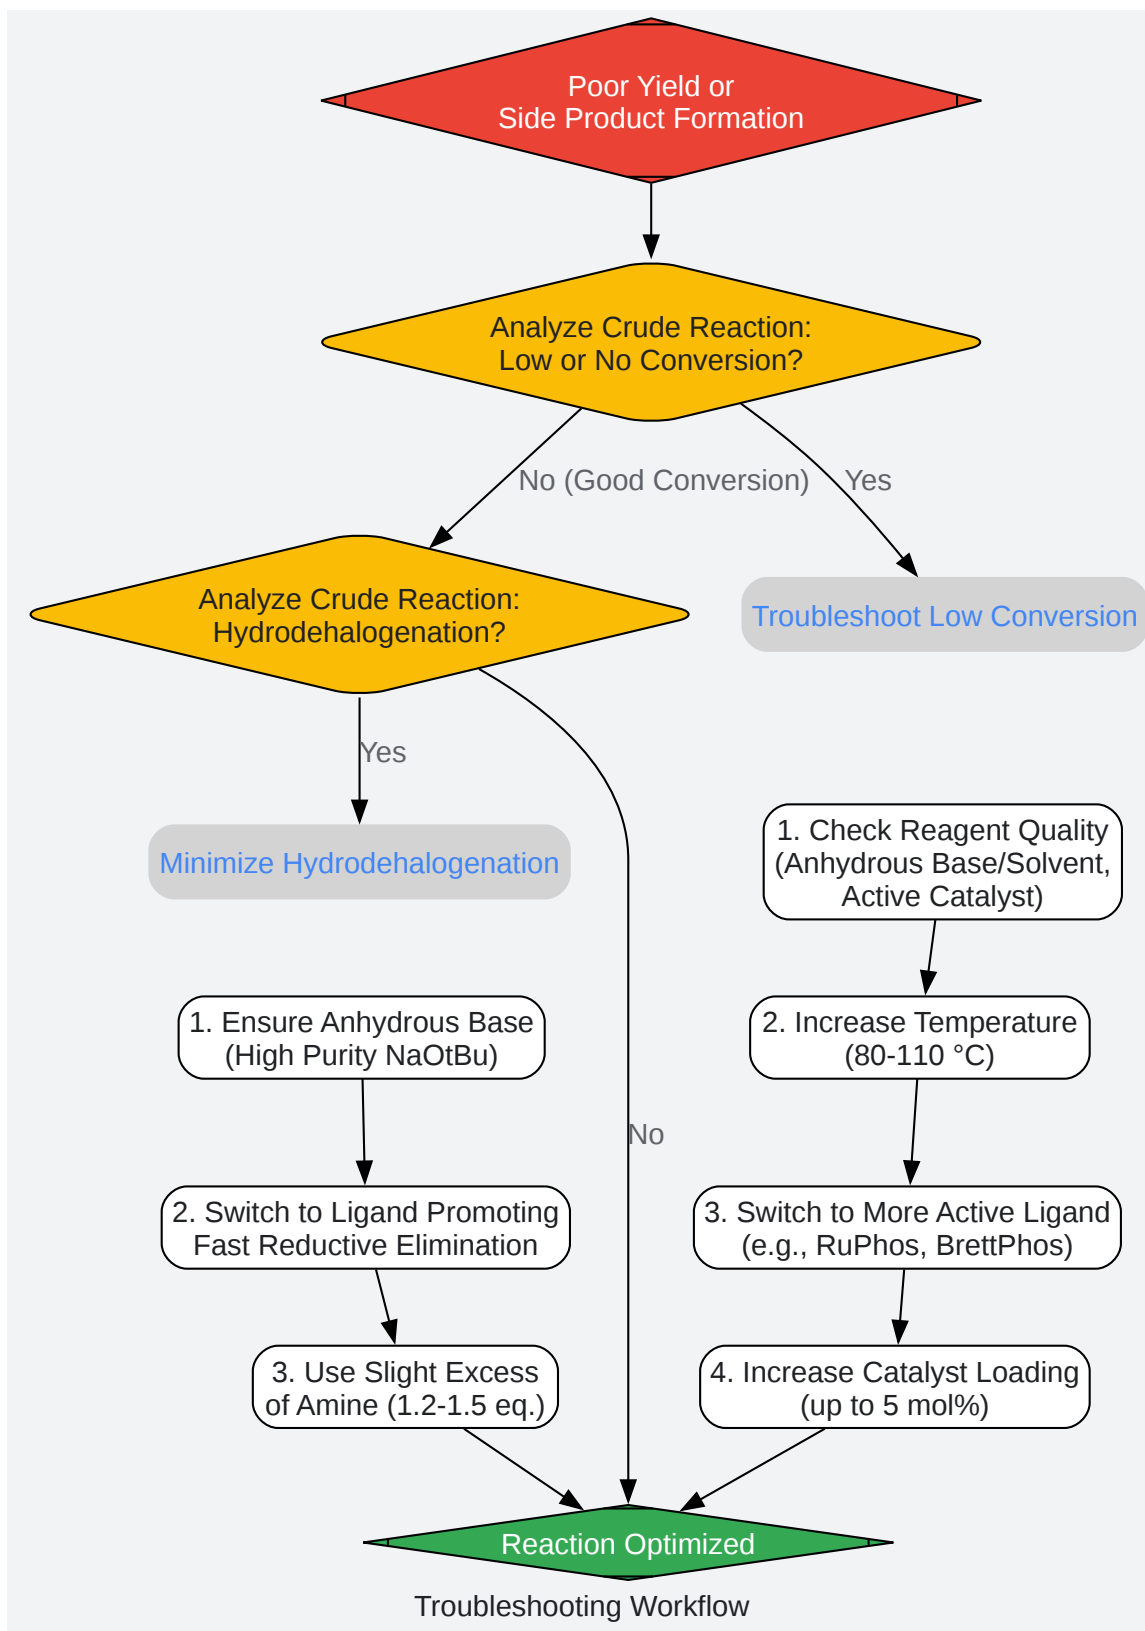 Poor Yield or
Side Product Formation
Analyze Crude Reaction:
Low or No Conversion?
No (Good Conversion)
Yes
Analyze Crude Reaction:
Hydrodehalogenation?
Troubleshoot Low Conversion
Yes
Minimize Hydrodehalogenation
1. Check Reagent Quality
(Anhydrous Base/Solvent,
Active Catalyst)
1. Ensure Anhydrous Base
(High Purity NaOtBu)
2. Increase Temperature
(80-110 °C)
No
2. Switch to Ligand Promoting
Fast Reductive Elimination
3. Switch to More Active Ligand
(e.g., RuPhos, BrettPhos)
3. Use Slight Excess
of Amine (1.2-1.5 eq.)
4. Increase Catalyst Loading
(up to 5 mol%)
Reaction Optimized
Troubleshooting Workflow